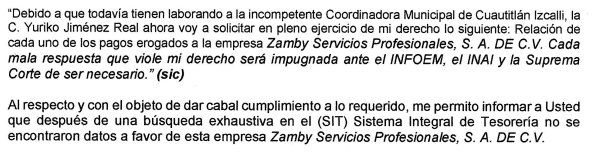 “Debido a que todavía tienen laborando a la incompetente Coordinadora Municipal de Cuautitlán Izcalli, la
C. Yuriko Jiménez Real ahora voy a solicitar en pleno ejercicio de mi derecho lo siguiente: Relación de
cada uno de los pagos erogados a la empresa Zamby Servicios Profesionales, S. A. DE C.V. Cada
mala respuesta que viole mi derecho será impugnada ante el INFOEM, el INAI y la Suprema
Corte de ser necesario.” (sic)
Al respecto y con el objeto de dar cabal cumplimiento a lo requerido, me permito informar a Usted
que después de una búsqueda exhaustiva en el (SIT) Sistema Integral de Tesorería no se
encontraron datos a favor de esta empresa Zamby Servicios Profesionales, S. A. DE C.V.